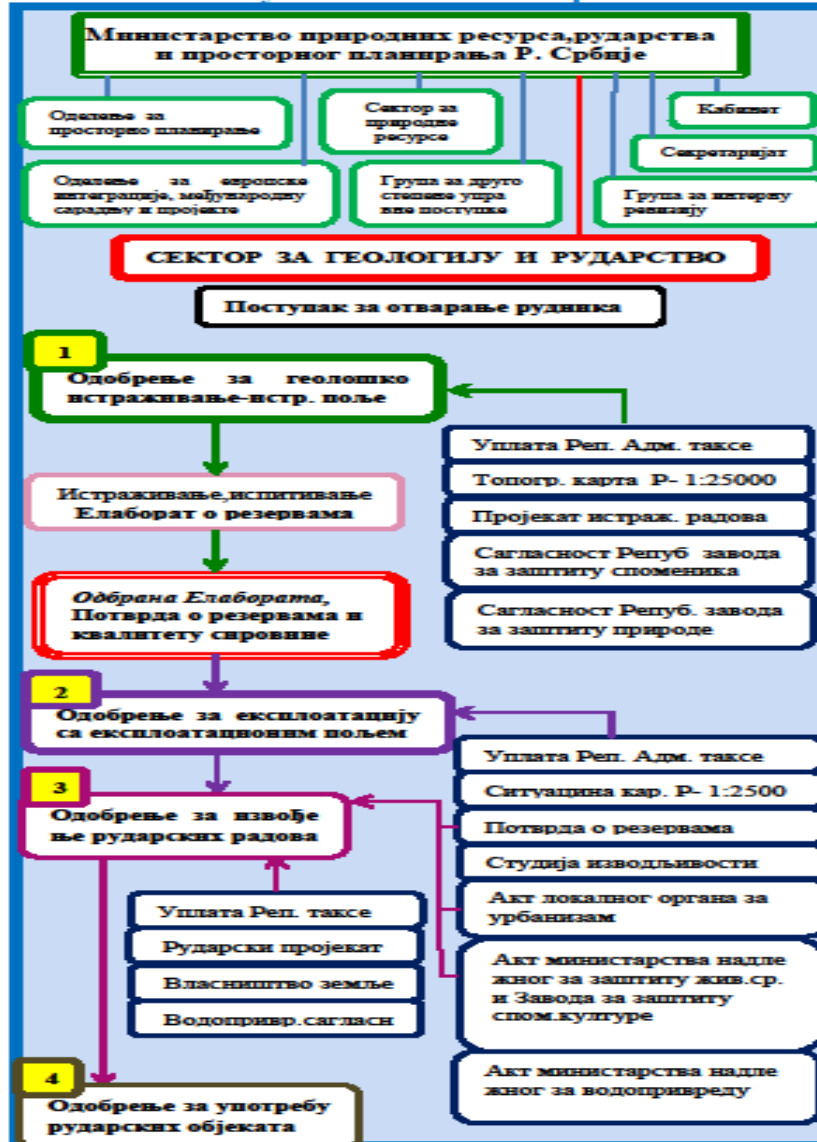 Министарство природних ресурса,рударства
и просторног планирања Р. Србије
Оделење за
просторно планирање
Сектор за
природне
ресурсе
Кабинет
Секретаријат
Оделење за европске
интеграције, међународну
сарадњу и пројекте
Група за друго
степене упра
вне поступке
Група за интерну
ревизију
СЕКТОР ЗА ГЕОЛОГИЈУ И РУДАРСТВО
Поступак за отварање рудника
1
Одобрење за геолошко
истраживање-истр. поље
Уплата Реп. Адм. таксе
Топогр. карта Р- 1:25000
Пројекат истраж. радова
Сагласност Репуб завода
за заштиту споменика
Сагласност Репуб. завода
за заштиту природе
Истраживање,испитивање
Елаборат о резервама
Одбрана Елабората,
Потврда о резервама и
квалитету сировине
2
Одобрење за експлоатацију
са експлоатационим пољем
Уплата Реп. Адм. таксе
Ситуацина кар. Р- 1:2500
Потврда о резервама
Студија изводљивости
Акт локалног органа за
урбанизам
Акт министарства надле
жног за заштиту жив.ср.
и Завода за заштиту
спом.културе
Акт министарства надле
жног за водопривреду
3
Одобрење за извође
ње рударских радова
Уплата Реп. таксе
Рударски пројекат
Власништво земље
Водопривр.сагласн
4
Одобрење за употребу
рударских објеката